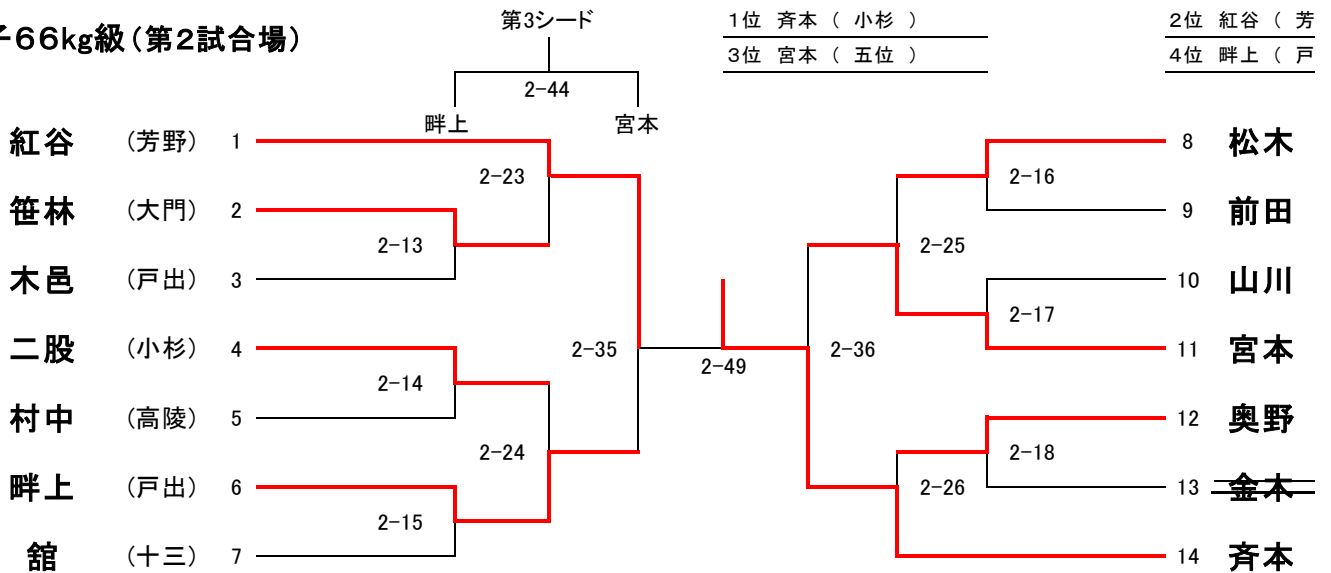 子66kg級(第2試合場)
第3シード
2-44
畔上 宮本
1位 斉本 ( 小杉 )
2位 紅谷 ( 芳
3位 宮本 ( 五位 )
4位 畔上 ( 戸
紅谷 (芳野) 1
笹林 (大門) 2
木邑 (戸出) 3
二股 (小杉) 4
村中 (高陵) 5
畔上 (戸出) 6
舘 (十三) 7
2-23
2-13
2-35
2-14
2-24
2-15
2-49
2-16
2-25
2-17
2-36
2-18
2-26
8 松木
9 前田
10 山川
11 宮本
12 奥野
13 金木
14 斉本